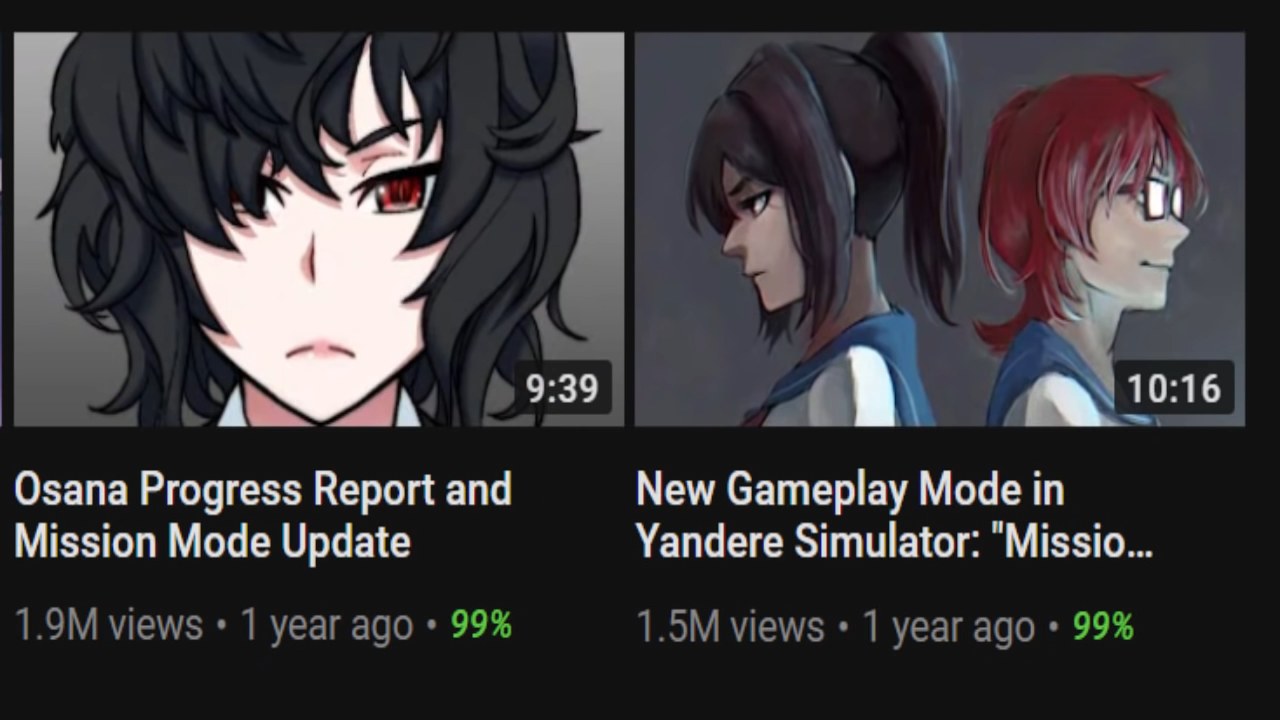 9:39
10:16
Osana Progress Report and
Mission Mode Update
1.9M views • 1 year ago • 99%
New Gameplay Mode in
Yandere Simulator: "Missio...
1.5M views • 1 year ago • 99%